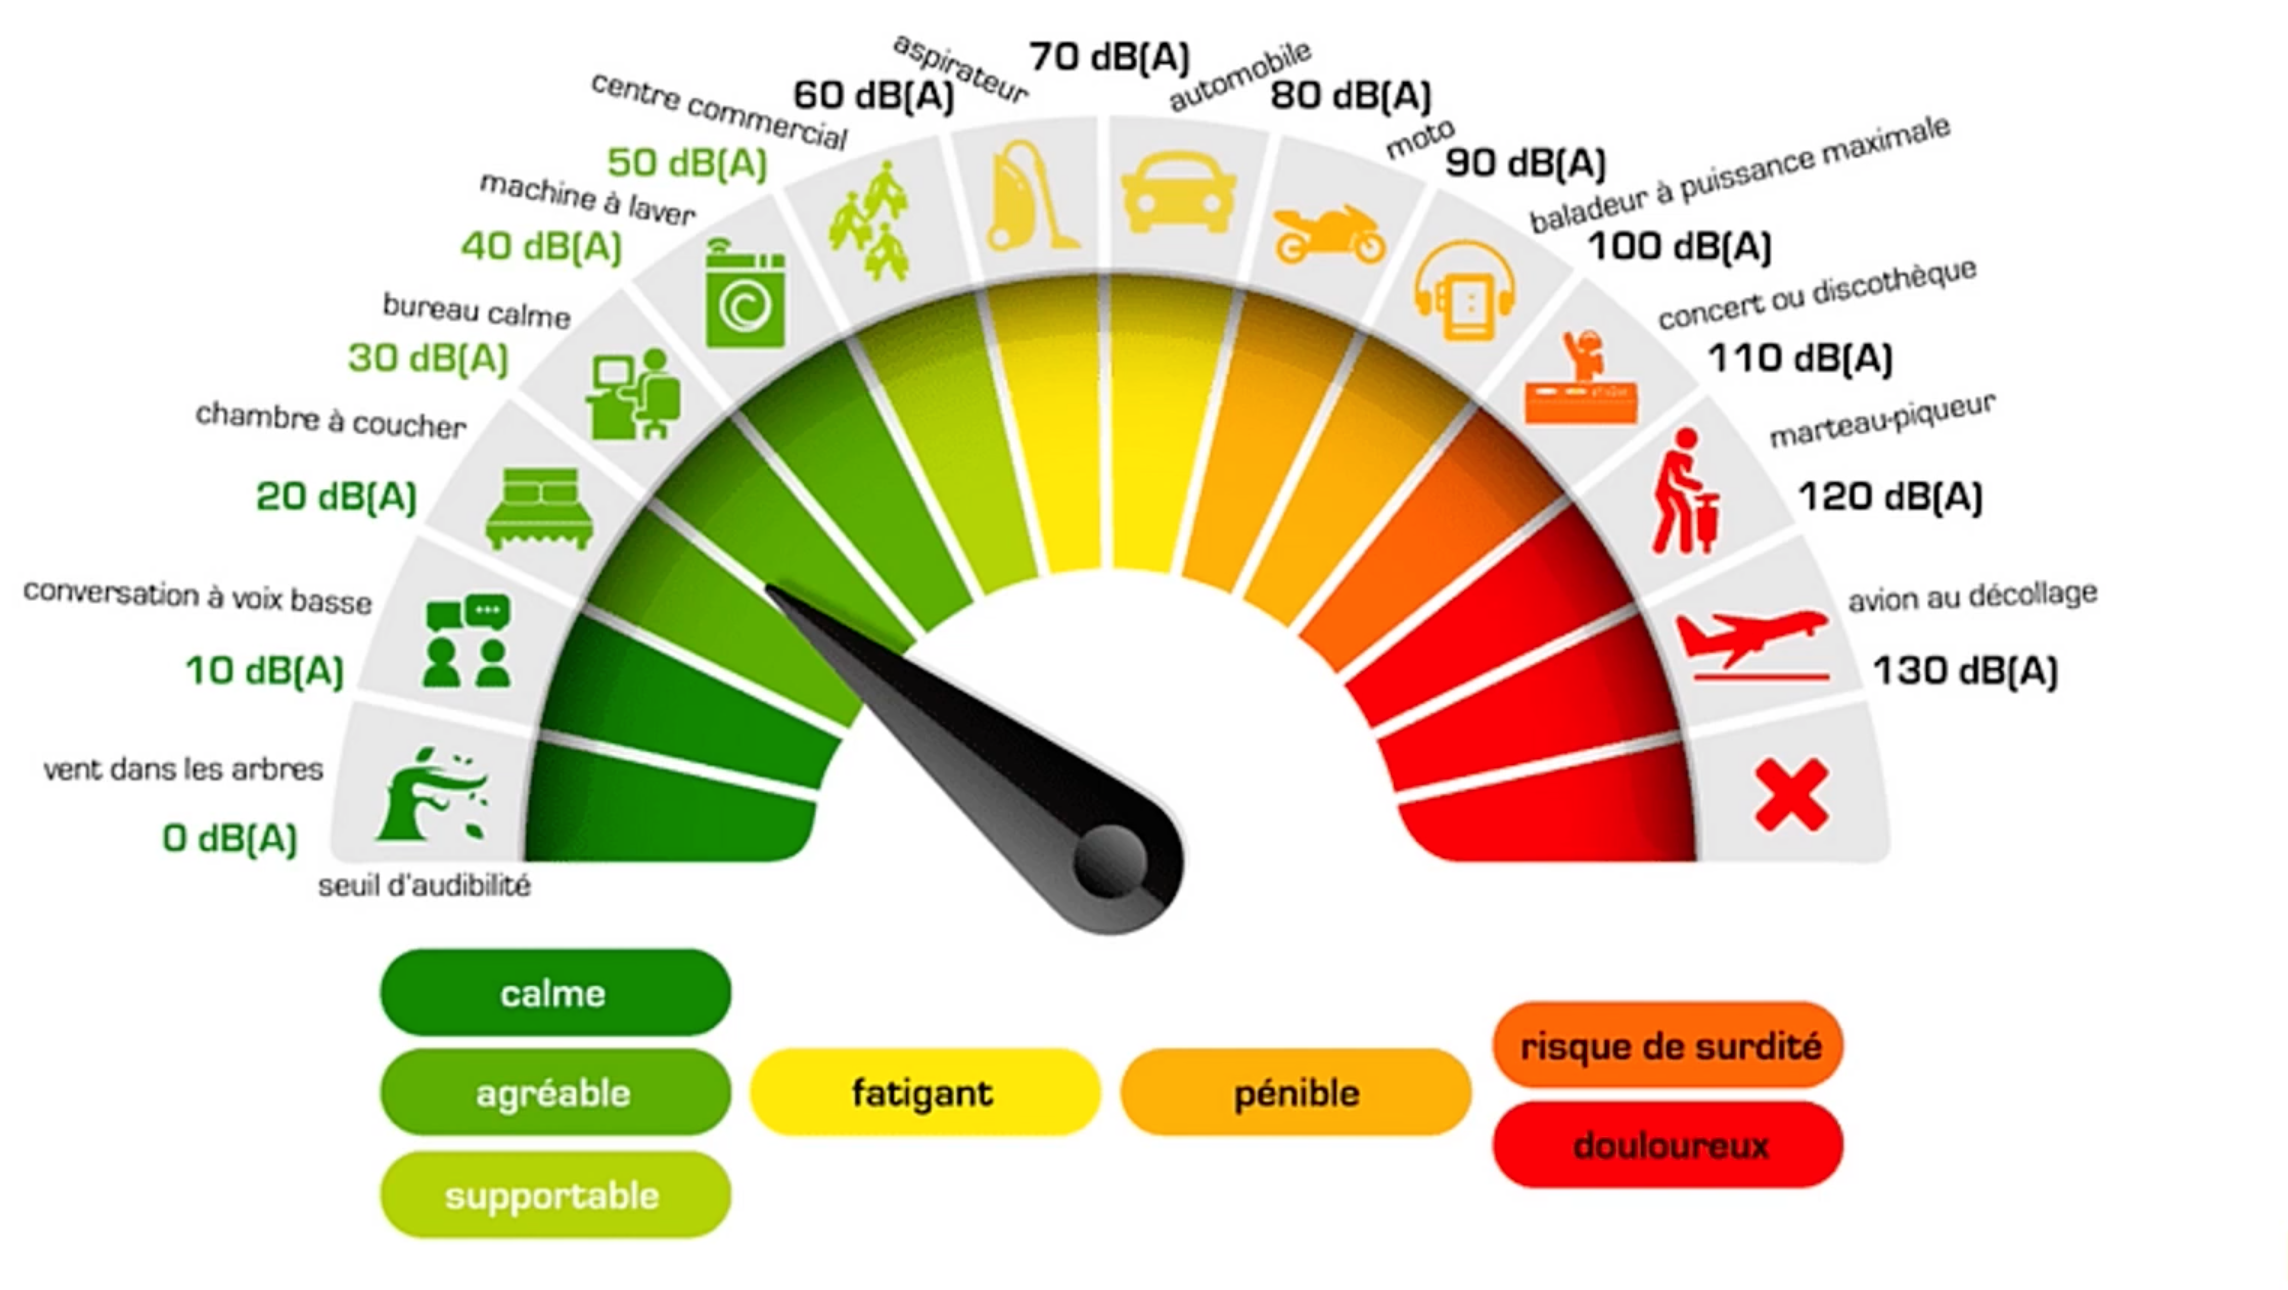 0 dB(A)
seuil d'audibilité
vent dans les arbres
10 dB(A)
conversation à voix basse
20 dB(A)
chambre à coucher
30 dB(A)
bureau calme
40 dB(A)
machine à laver
50 dB(A)
centre commercial
60 dB(A)
aspirateur
70 dB(A)
automobile
80 dB(A)
moto
90 dB(A)
baladeur à puissance maximale
100 dB(A)
concert ou discothèque
110 dB(A)
marteau-piqueur
120 dB(A)
avion au décollage
130 dB(A)
calme
agréable
supportable
fatigant
pénible
risque de surdité
douloureux